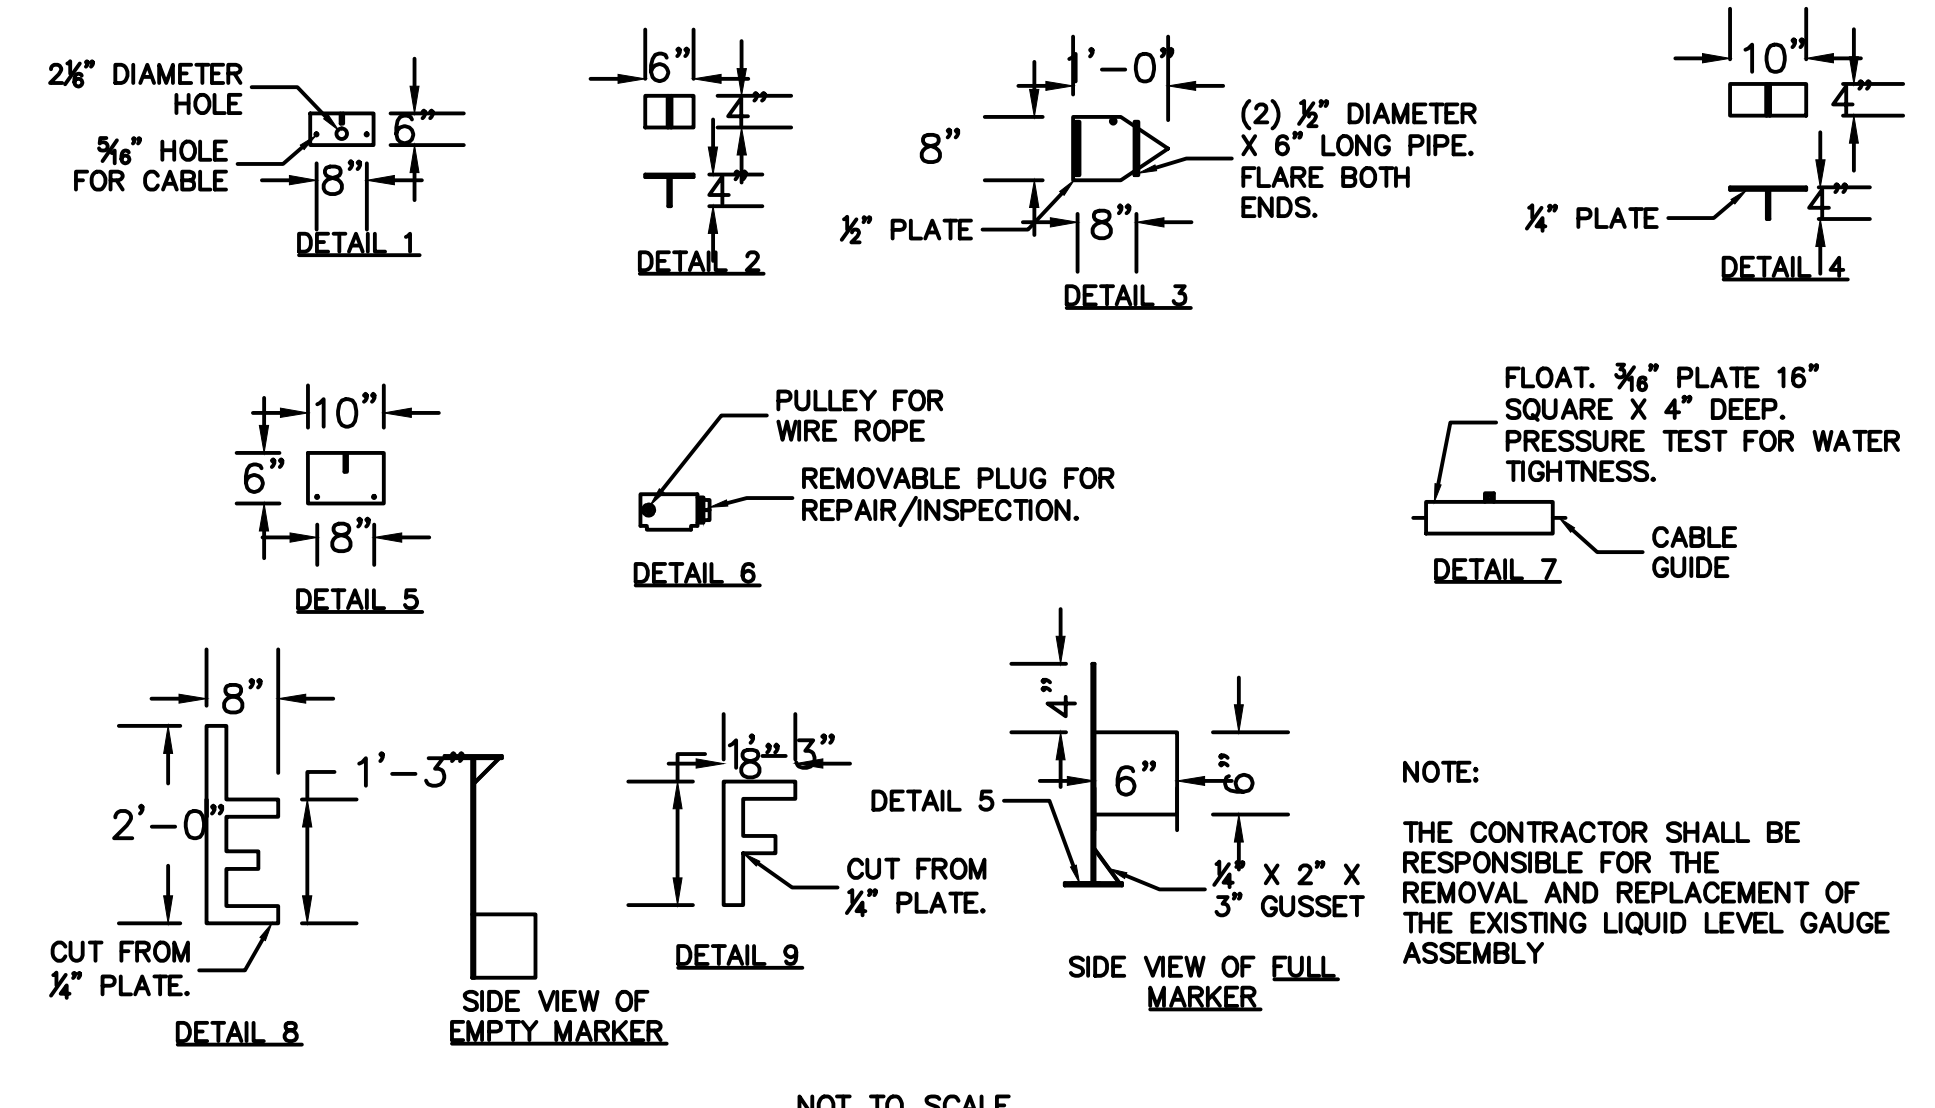 2⅙” DIAMETER
HOLE
5/16” HOLE
FOR CABLE
6”
8”
DETAIL 1
6”
4”
4”
DETAIL 2
1’-0”
8”
(2) ½” DIAMETER
X 6” LONG PIPE.
FLARE BOTH
ENDS.
½” PLATE
8”
DETAIL 3
10”
4”
¼” PLATE
4”
DETAIL 4
10”
6”
8”
DETAIL 5
PULLEY FOR
WIRE ROPE
REMOVABLE PLUG FOR
REPAIR/INSPECTION.
DETAIL 6
FLOAT. 3/16” PLATE 16”
SQUARE X 4” DEEP.
PRESSURE TEST FOR WATER
TIGHTNESS.
CABLE
GUIDE
DETAIL 7
8”
2’-0”
1’-3”
CUT FROM
¼” PLATE.
DETAIL 8
SIDE VIEW OF
EMPTY MARKER
1’-3”
8”
CUT FROM
¼” PLATE.
DETAIL 9
4”
6”
6”
DETAIL 5
¼” X 2” X
3” GUSSET
SIDE VIEW OF FULL
MARKER
NOTE:
THE CONTRACTOR SHALL BE
RESPONSIBLE FOR THE
REMOVAL AND REPLACEMENT OF
THE EXISTING LIQUID LEVEL GAUGE
ASSEMBLY
NOT TO SCALE